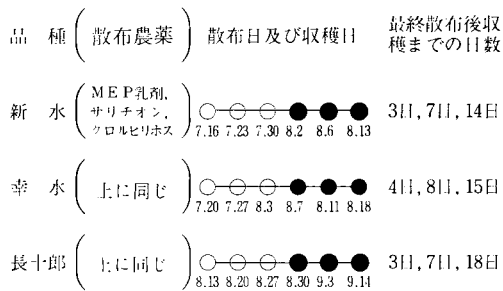 品 種 (散布農薬) 散布日及び収穫日 最終散布後収穫までの日数
新 水 (MEP乳剤, サリチオン, クロルピリホス) 3日, 7日, 14日
7.16 7.23 7.30 8.2 8.6 8.13
幸 水 (上に同じ) 4日, 8日, 15日
7.20 7.27 8.3 8.7 8.11 8.18
長十郎 (上に同じ) 3日, 7日, 18日
8.13 8.20 8.27 8.30 9.3 9.14